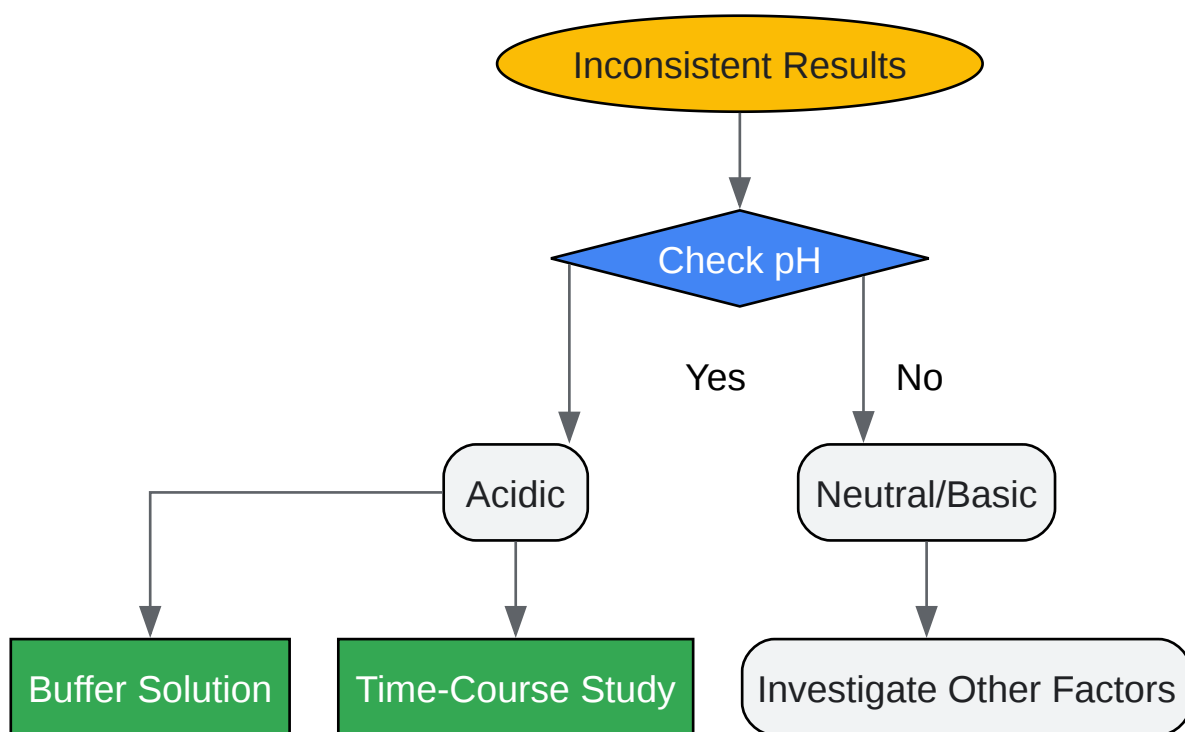 Inconsistent Results
Check pH
Yes
No
Acidic
Neutral/Basic
Buffer Solution
Time-Course Study
Investigate Other Factors